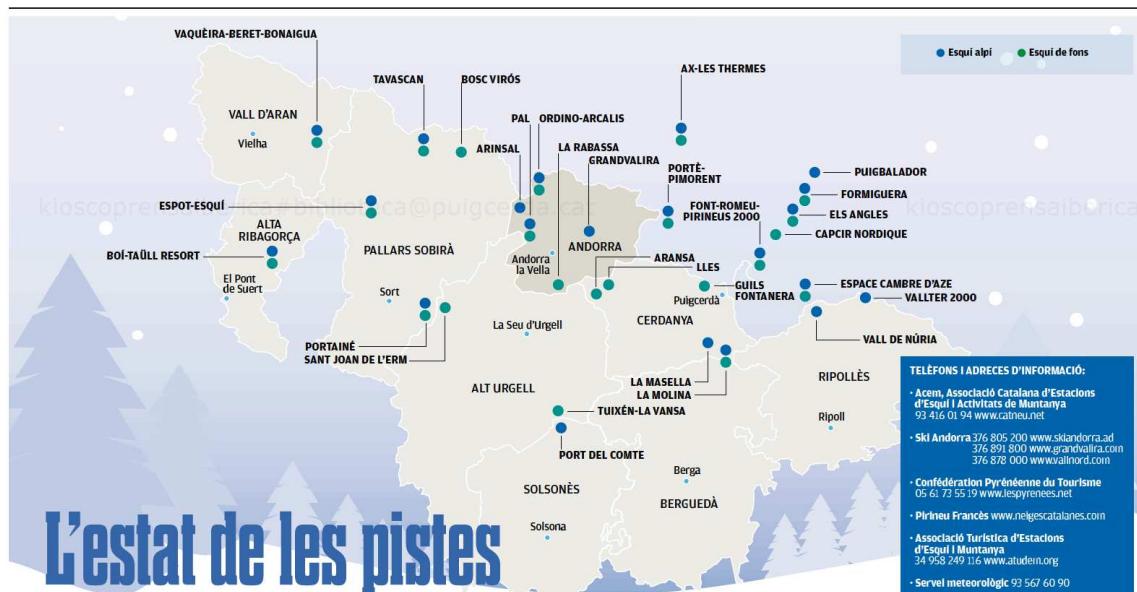 VAQUÈIRA-BERET-BONAIGUA
Esquí alpí
Esquí de fons
TAVASCAN
BOSC VIRÓS
AX-LES THERMES
PAL
ORDINO-ARCALIS
VALL D'ARAN
Vielha
LA RABASSA
ARINSAL
GRANDVALIRA
PORTÈ-
PIMORENT
PUIGBALADOR
FORMIGUERA
ESPOT-ESQUÍ
FONT-ROMEU-
PIRINEUS 2000
ELS ANGLES
kioscoprensaiberica#biblioteca@puigcerda.cat
kioscoprensaiberica
ALTA
RIBAGORÇA
CAPCIR NORDIQUE
PALLARS SOBIRÀ
ANDORRA
Andorra
la Vella
BOÍ-TAÜLL RESORT
ARANSA
LLES
El Pont
de Suert
Sort
Puigcerdà
GUILS
FONTANERA
ESPACE CAMBRE D'AZE
VALLTER 2000
La Seu d'Urgell
CERDANYA
VALL DE NÚRIA
PORTAINÉ
SANT JOAN DE L'ERM
ALT URGELL
LA MASELLA
LA MOLINA
RIPOLLÈS
Ripoll
TUIXÉN-LA VANSA
PORT DEL COMTE
SOLSONÈS
Solsona
Berga
BERGUEDÀ
TELÈFONS I ADRECES D'INFORMACIÓ:
· Acem, Associació Catalana d'Estacions
d'Esquí i Activitats de Muntanya
93 416 01 94 www.catneu.net
· Ski Andorra 376 805 200 www.skiandorra.ad
376 891 800 www.grandvalira.com
376 878 000 www.vallnord.com
· Confédération Pyrénéenne du Tourisme
05 61 73 55 19 www.lespyrenees.net
· Pirineu Francès www.neigescatalanes.com
· Associació Turística d'Estacions
d'Esquí i Muntanya
34 958 249 116 www.atudem.org
· Servei meteorològic 93 567 60 90
L'estat de les pistes